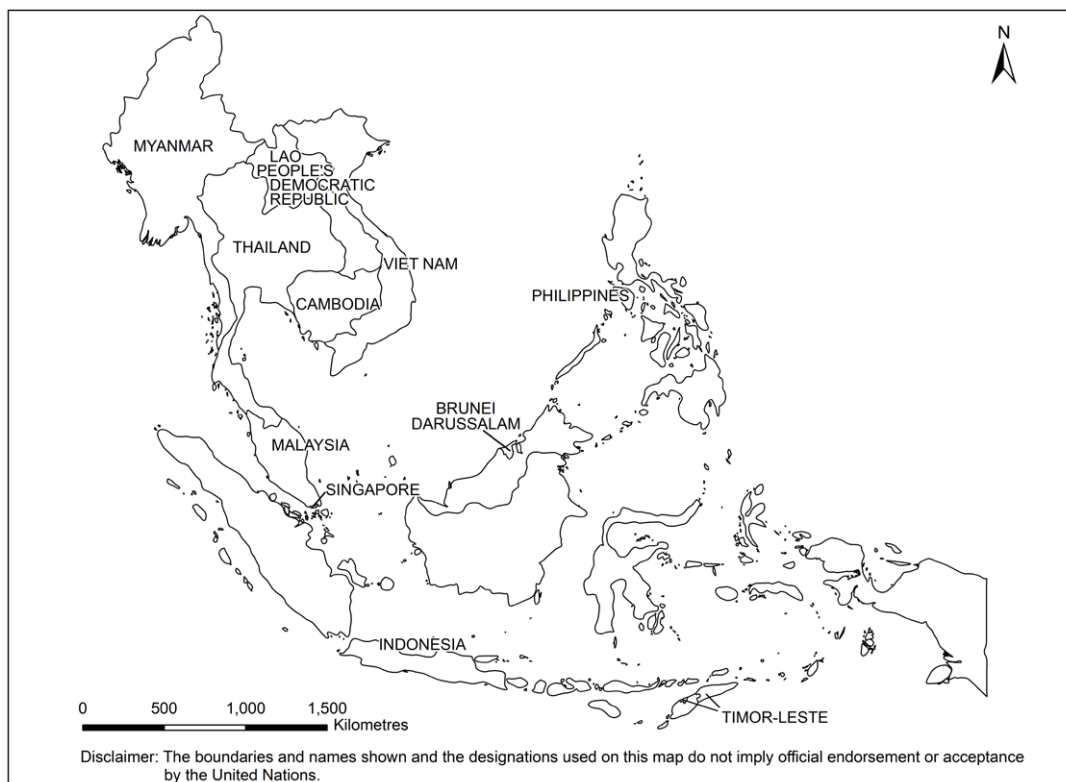 N
MYANMAR
LAO
PEOPLE'S
DEMOCRATIC
REPUBLIC
THAILAND
VIET NAM
CAMBODIA
PHILIPPINES
BRUNEI
DARUSSALAM
MALAYSIA
SINGAPORE
INDONESIA
TIMOR-LESTE
0 500 1,000 1,500
Kilometres
Disclaimer: The boundaries and names shown and the designations used on this map do not imply official endorsement or acceptance
by the United Nations.